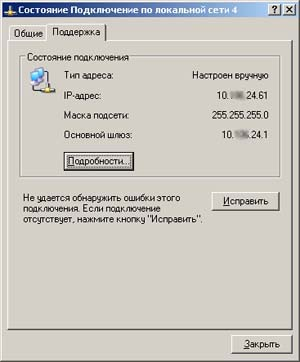 Состояние Подключение по локальной сети 4
Общие
Поддержка
Состояние подключения
Тип адреса: Настроен вручную
IP-адрес: 10. .24.61
Маска подсети: 255.255.255.0
Основной шлюз: 10. .24.1
Подробности...
Не удается обнаружить ошибки этого
подключения. Если подключение
отсутствует, нажмите кнопку "Исправить".
Исправить
Закрыть